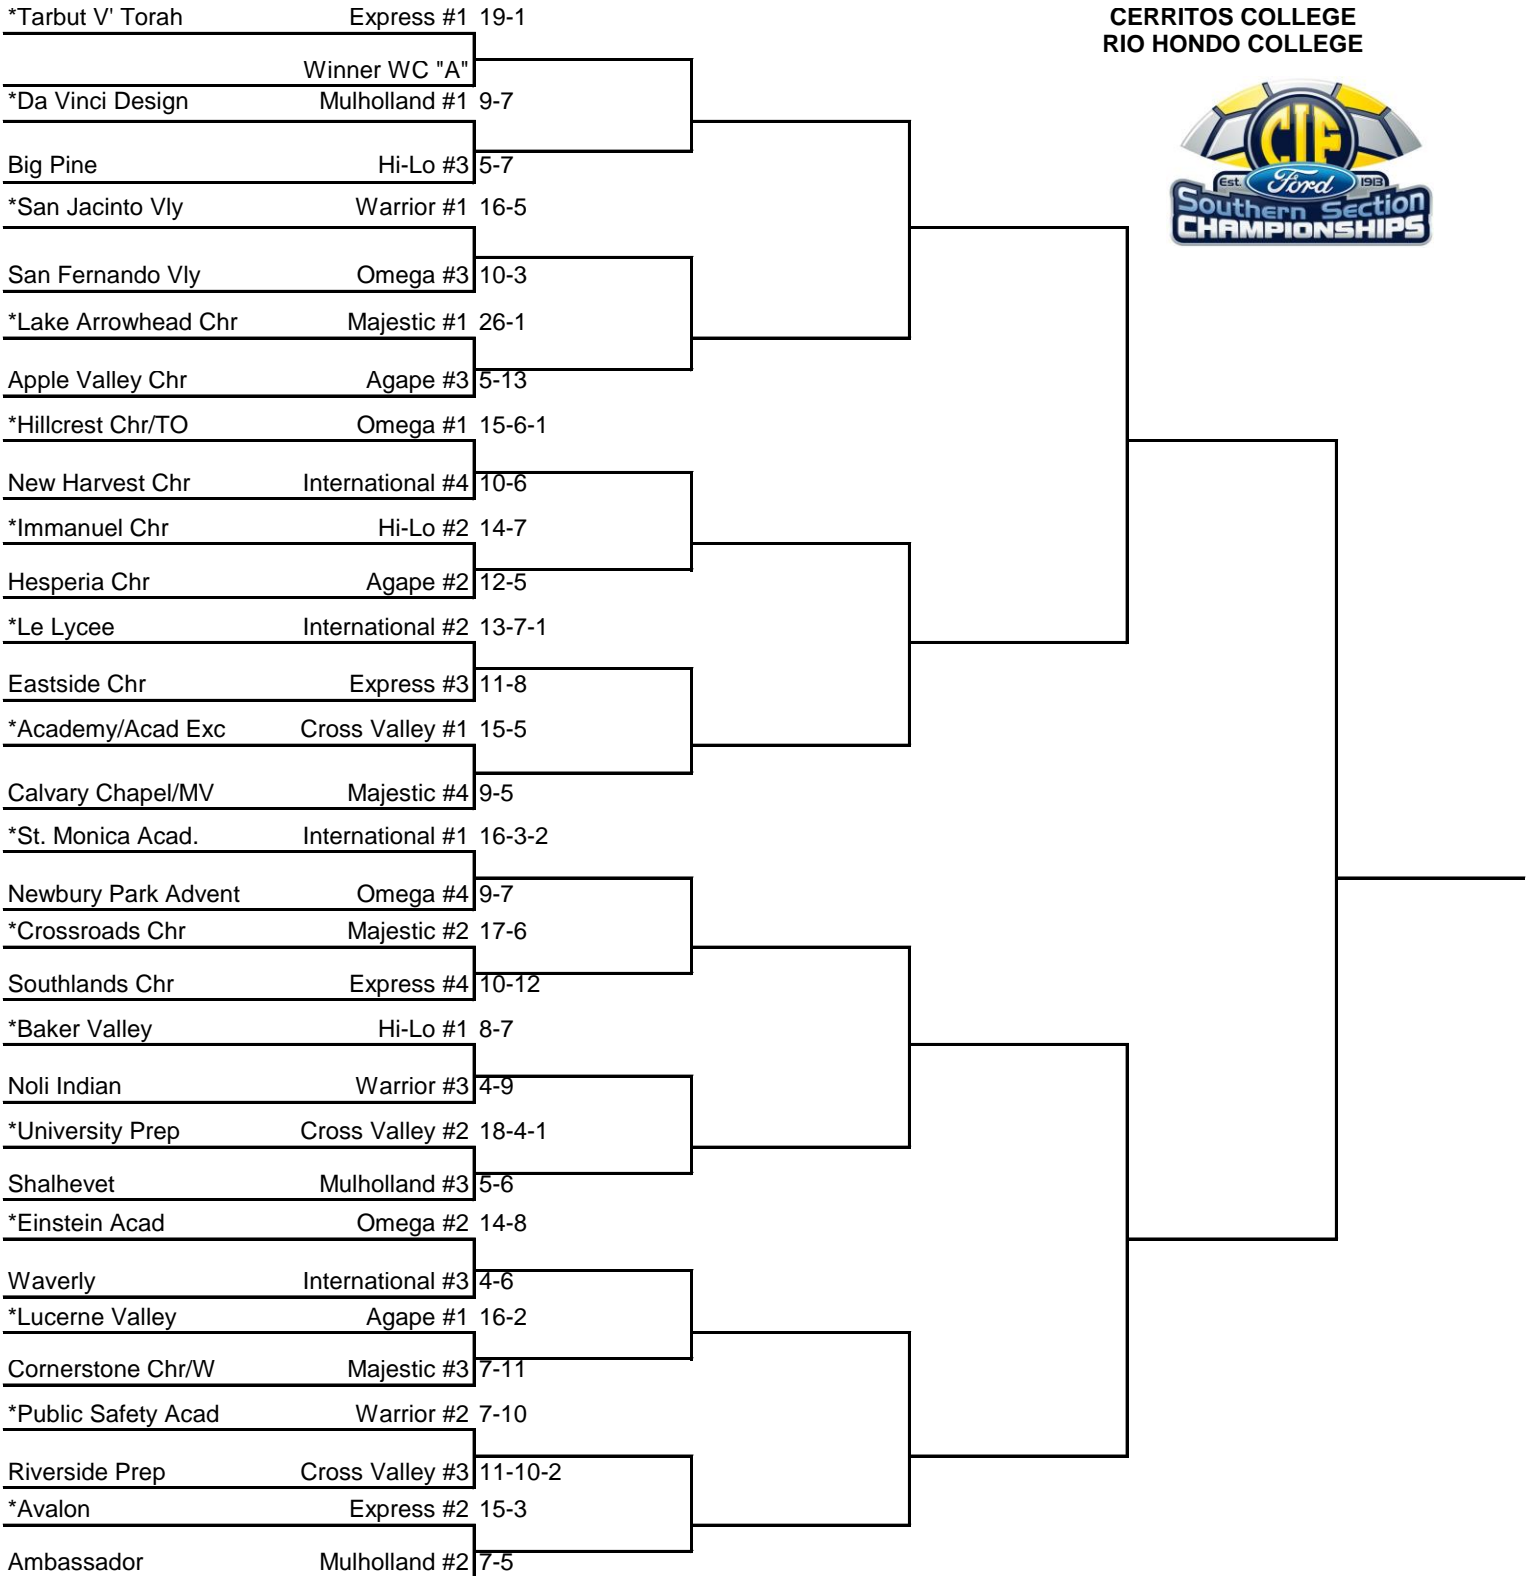 *Tarbut V' Torah Express #1 19-1
CERRITOS COLLEGE
RIO HONDO COLLEGE
Winner WC "A"
*Da Vinci Design Mulholland #1 9-7
Big Pine Hi-Lo #3 5-7
CIF
Est. Ford 1913
Southern Section
CHAMPIONSHIPS
*San Jacinto Vly Warrior #1 16-5
San Fernando Vly Omega #3 10-3
*Lake Arrowhead Chr Majestic #1 26-1
Apple Valley Chr Agape #3 5-13
*Hillcrest Chr/TO Omega #1 15-6-1
New Harvest Chr International #4 10-6
*Immanuel Chr Hi-Lo #2 14-7
Hesperia Chr Agape #2 12-5
*Le Lycee International #2 13-7-1
Eastside Chr Express #3 11-8
*Academy/Acad Exc Cross Valley #1 15-5
Calvary Chapel/MV Majestic #4 9-5
*St. Monica Acad. International #1 16-3-2
Newbury Park Advent Omega #4 9-7
*Crossroads Chr Majestic #2 17-6
Southlands Chr Express #4 10-12
*Baker Valley Hi-Lo #1 8-7
Noli Indian Warrior #3 4-9
*University Prep Cross Valley #2 18-4-1
Shalhevet Mulholland #3 5-6
*Einstein Acad Omega #2 14-8
Waverly International #3 4-6
*Lucerne Valley Agape #1 16-2
Cornerstone Chr/W Majestic #3 7-11
*Public Safety Acad Warrior #2 7-10
Riverside Prep Cross Valley #3 11-10-2
*Avalon Express #2 15-3
Ambassador Mulholland #2 7-5